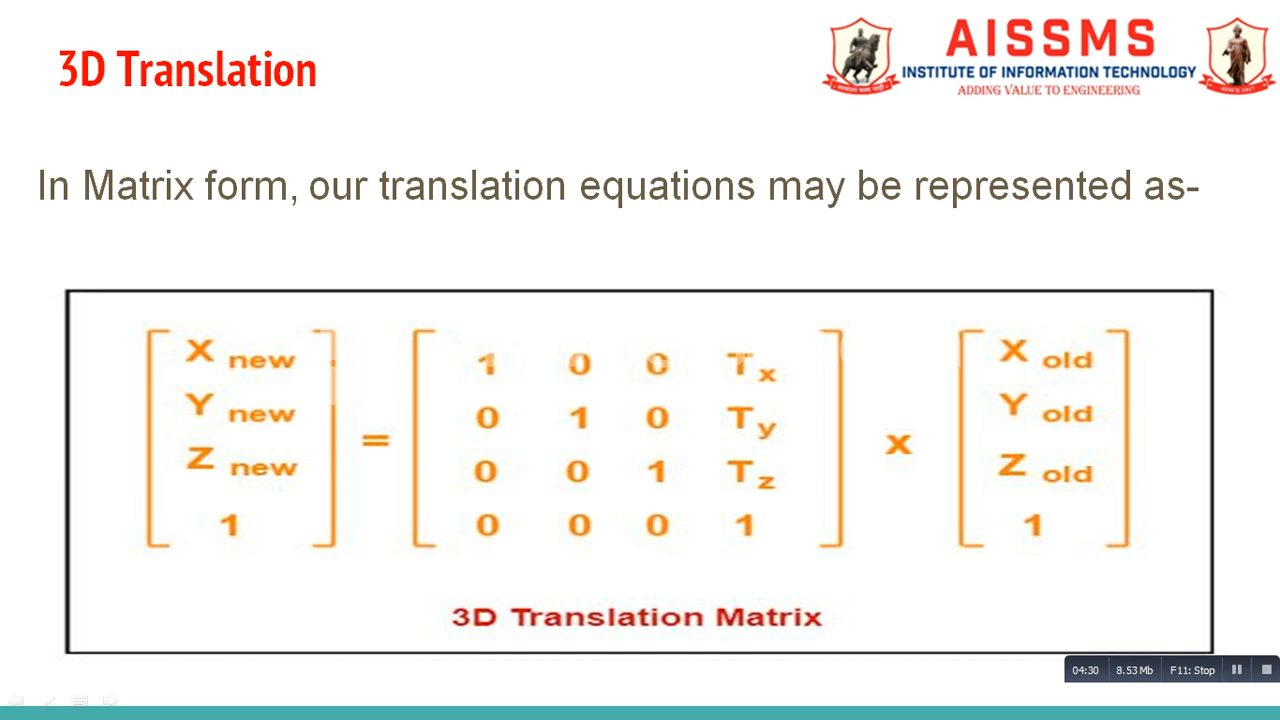 3D Translation
AISSMS
INSTITUTE OF INFORMATION TECHNOLOGY
ADDING VALUE TO ENGINEERING
SINCE 1917
In Matrix form, our translation equations may be represented as-
X new 1 0 0 Tx X old
Y new 0 1 0 Ty Y old
= x
Z new 0 0 1 Tz Z old
1 0 0 0 1 1
3D Translation Matrix
04:30 8.53 Mb F11: Stop